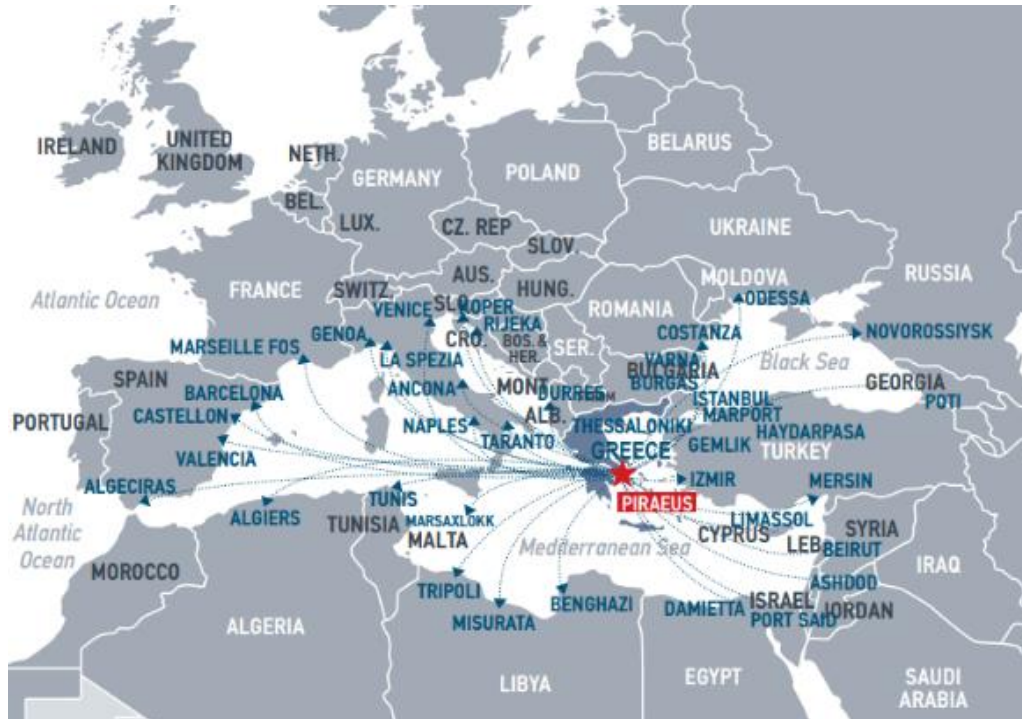 IRELAND
UNITED
KINGDOM
NETH.
BELARUS
GERMANY
POLAND
BEL.
LUX.
CZ. REP
UKRAINE
SLOV.
AUS.
FRANCE
SWITZ.
HUNG.
MOLDOVA
RUSSIA
Atlantic Ocean
SLO.
KOPER
ROMANIA
ODESSA
VENICE
RIJEKA
GENOA
CRO.
BOS. &
HER.
SER.
COSTANZA
NOVOROSSIYSK
MARSEILLE FOS
LA SPEZIA
VARNA
Black Sea
BULGARIA
SPAIN
BARCELONA
ANCONA
MONT.
DURRES
BORGAS
GEORGIA
ISTANBUL
POTI
PORTUGAL
CASTELLON
ALB.
MARPORT
NAPLES
TARANTO
THESSALONIKI
HAYDARPASA
GREECE
GEMLIK
TURKEY
VALENCIA
ALGECIRAS
IZMIR
MERSIN
TUNIS
PIRAEUS
North
Atlantic
Ocean
ALGIERS
TUNISIA
MARSAXLOKK
LIMASSOL
MALTA
CYPRUS
SYRIA
Mediterranean Sea
LEB.
BEIRUT
MOROCCO
IRAQ
ASHDOD
TRIPOLI
BENGHAZI
ISRAEL
DAMIETTA
JORDAN
PORT SAID
MISURATA
ALGERIA
LIBYA
EGYPT
SAUDI
ARABIA